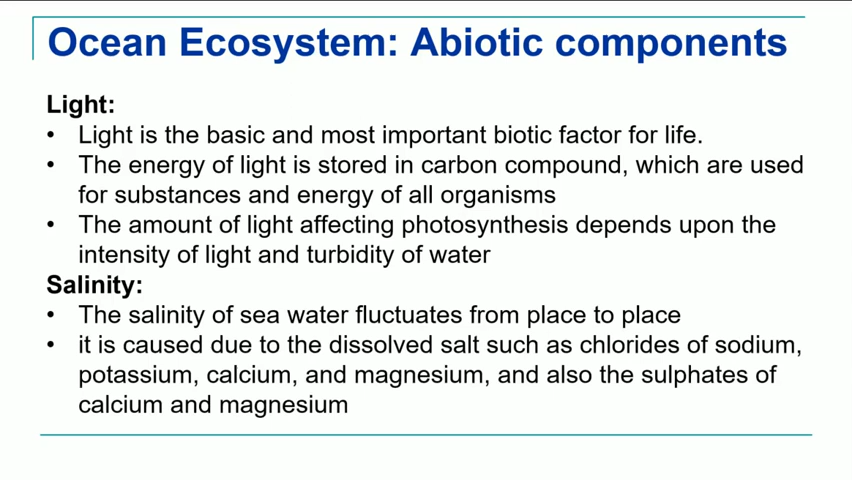 Ocean Ecosystem: Abiotic components
Light:
• Light is the basic and most important biotic factor for life.
• The energy of light is stored in carbon compound, which are used
for substances and energy of all organisms
• The amount of light affecting photosynthesis depends upon the
intensity of light and turbidity of water
Salinity:
• The salinity of sea water fluctuates from place to place
• it is caused due to the dissolved salt such as chlorides of sodium,
potassium, calcium, and magnesium, and also the sulphates of
calcium and magnesium